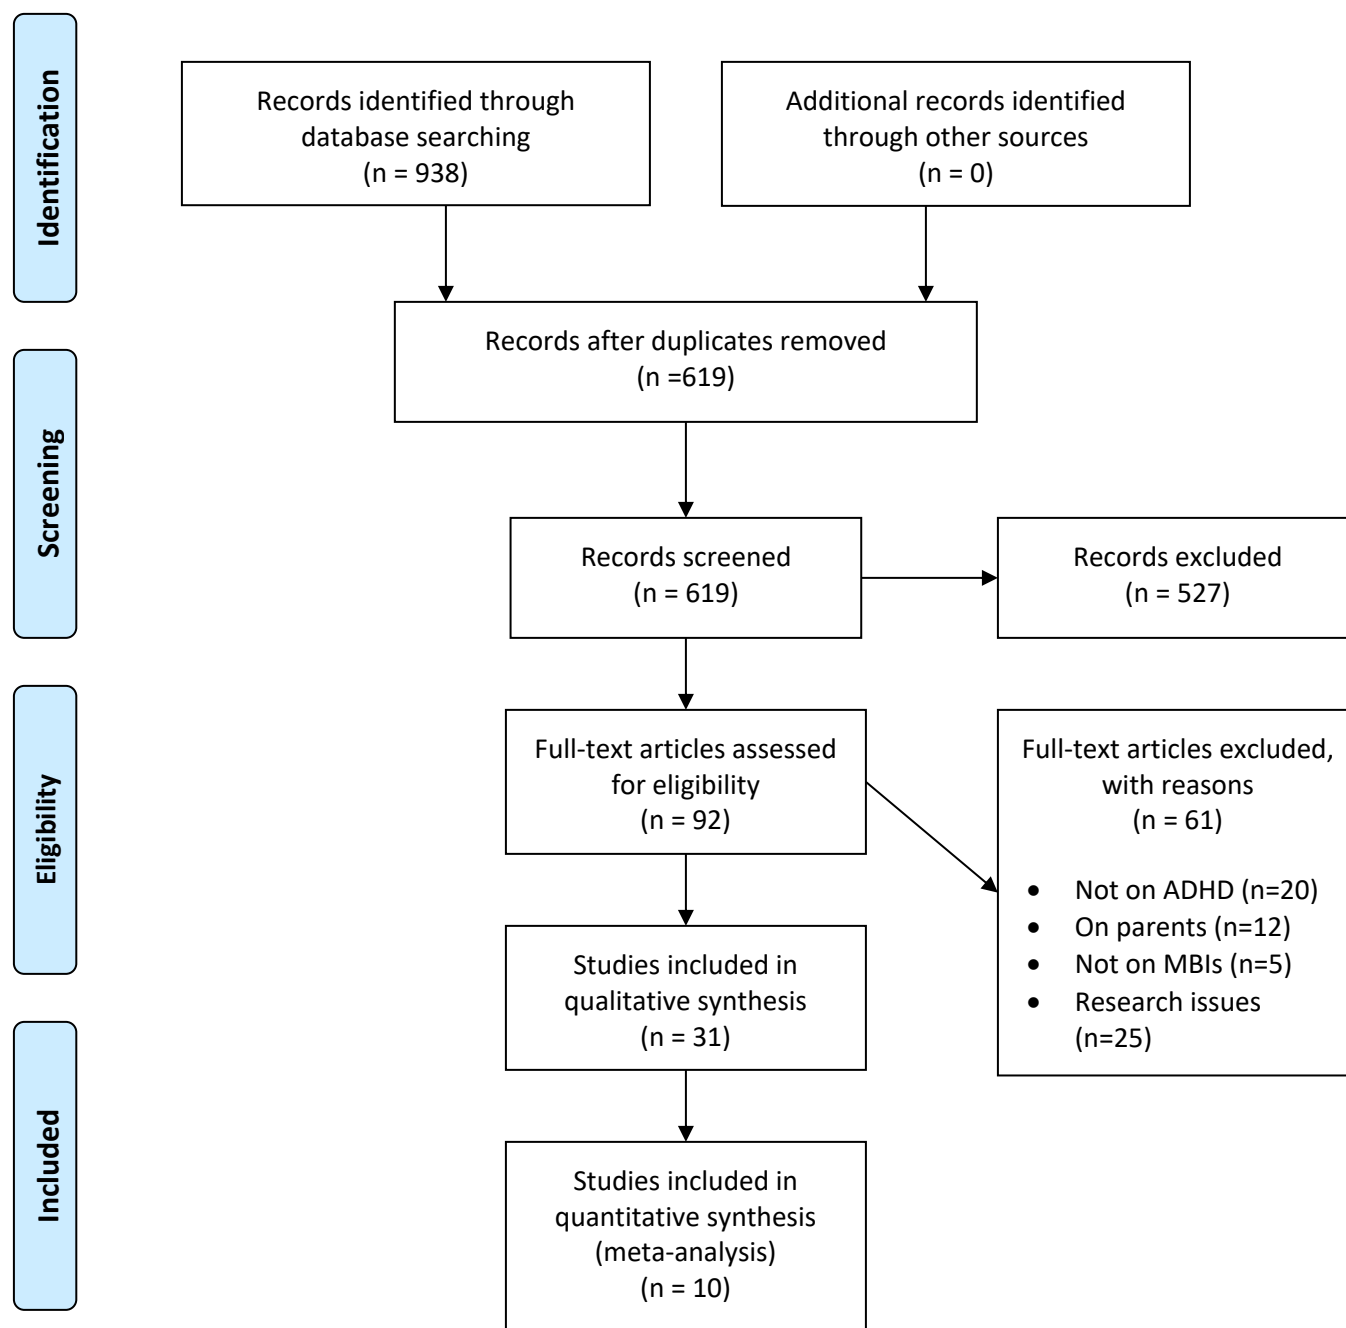 Identification
Records identified through
database searching
(n = 938)
Additional records identified
through other sources
(n = 0)
Records after duplicates removed
(n =619)
Screening
Records screened
(n = 619)
Records excluded
(n = 527)
Eligibility
Full-text articles assessed
for eligibility
(n = 92)
Full-text articles excluded,
with reasons
(n = 61)
• Not on ADHD (n=20)
• On parents (n=12)
• Not on MBIs (n=5)
• Research issues
(n=25)
Studies included in
qualitative synthesis
(n = 31)
Included
Studies included in
quantitative synthesis
(meta-analysis)
(n = 10)